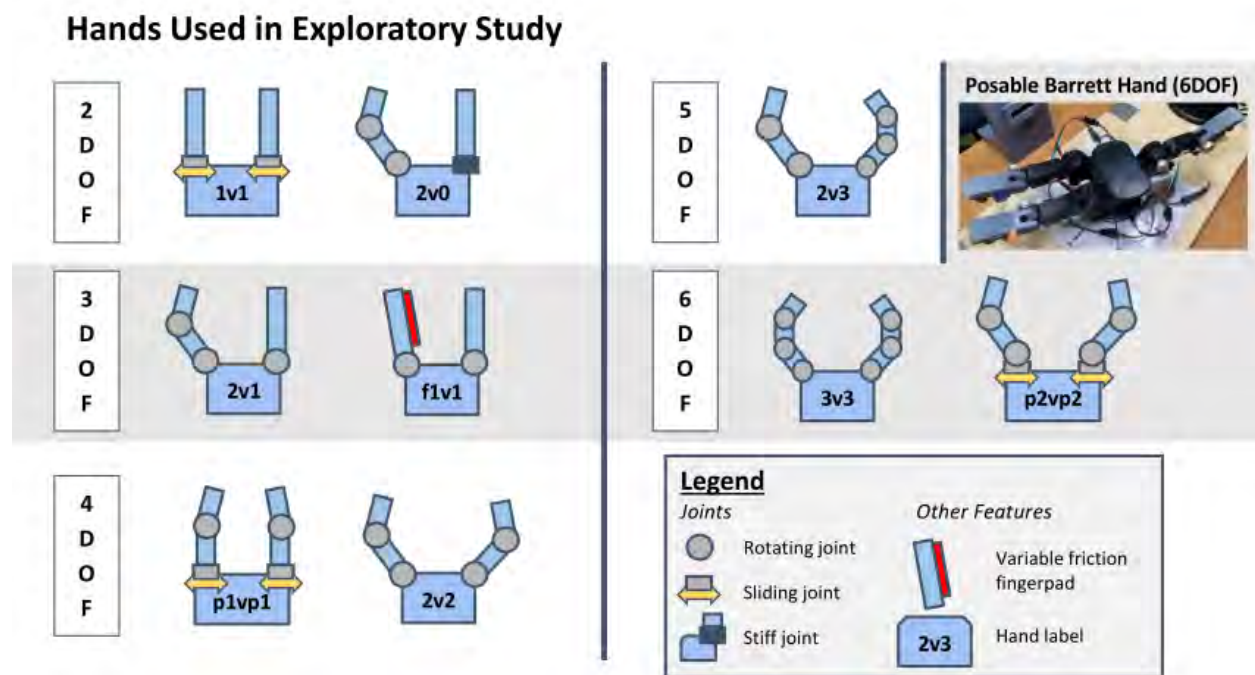 Hands Used in Exploratory Study
2
D
O
F
1v1
2v0
3
D
O
F
2v1
f1v1
4
D
O
F
p1vp1
2v2
5
D
O
F
2v3
Posable Barrett Hand (6DOF)
6
D
O
F
3v3
p2vp2
Legend
Joints
Rotating joint
Sliding joint
Stiff joint
Other Features
Variable friction
fingerpad
2v3
Hand label